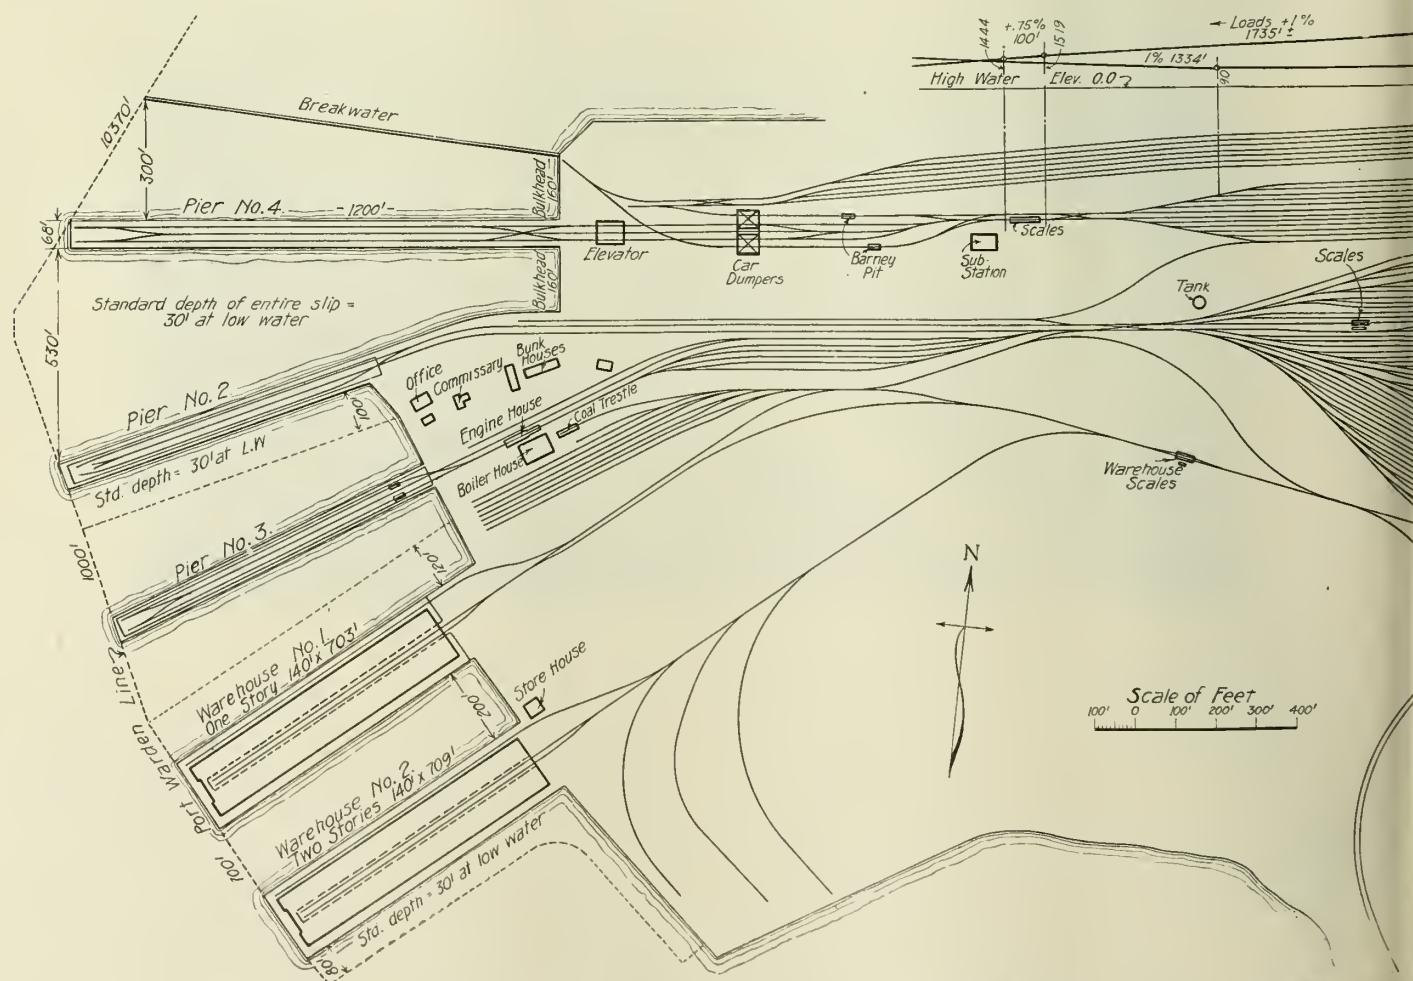 ← Loads +1%
1735' ±
+.75%
100'
1444
1519
1% 1334'
90'
High Water Elev. 0.0
10370'
Breakwater
300'
Bulkhead
160'
Pier No.4.
-1200'-
68'
Elevator
Car
Dumpers
Barney
Pit
Sub-
Station
Scales
Scales
Tank
Bulkhead
160'
Standard depth of entire slip =
30' at low water
530'
Pier No. 2
100'
Office
Commissary
Bunk
Houses
Engine House
Coal Trestle
Boiler House
Std. depth = 30' at L.W
Pier No. 3.
120'
1000'
Warehouse
Scales
N
Port Warden Line
Warehouse No. 1.
One Story - 140' x 703'
200'
Store House
Scale of Feet
100' 0 100' 200' 300' 400'
Warehouse No. 2.
Two Stories 140' x 709'
700'
Std. depth = 30' at low water
80'